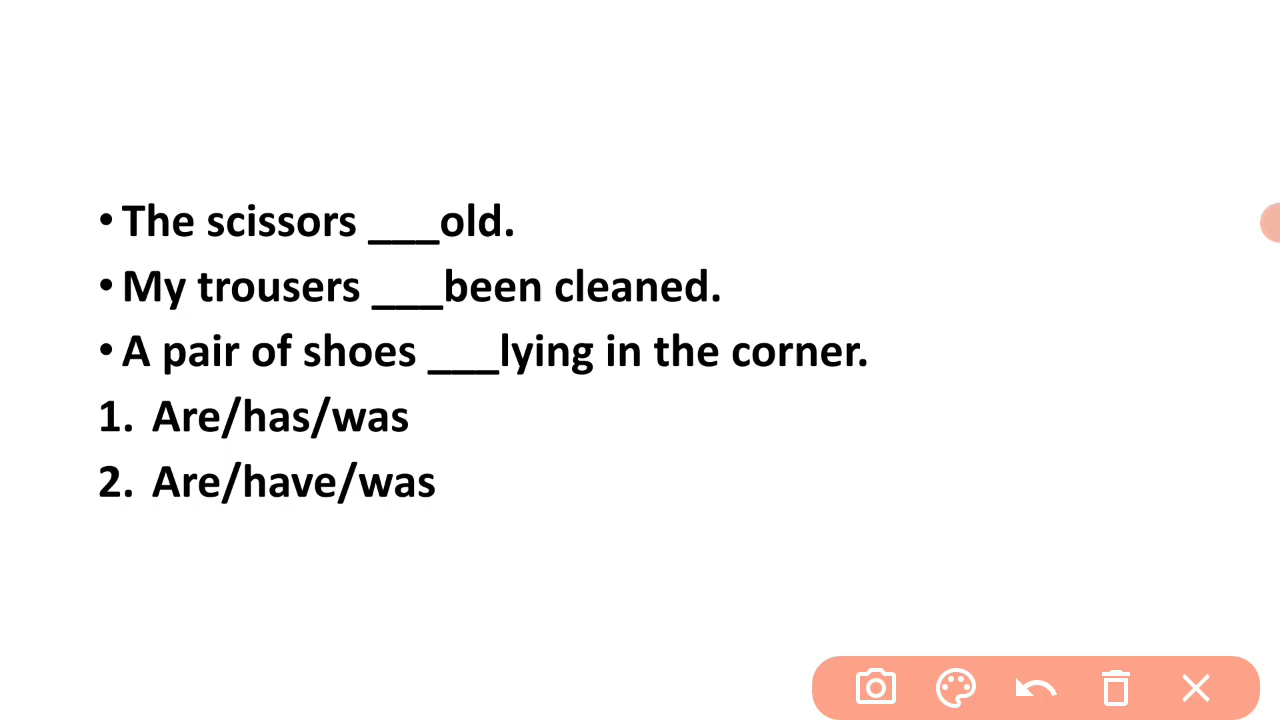 • The scissors ___old.
• My trousers ___been cleaned.
• A pair of shoes ___lying in the corner.
1. Are/has/was
2. Are/have/was